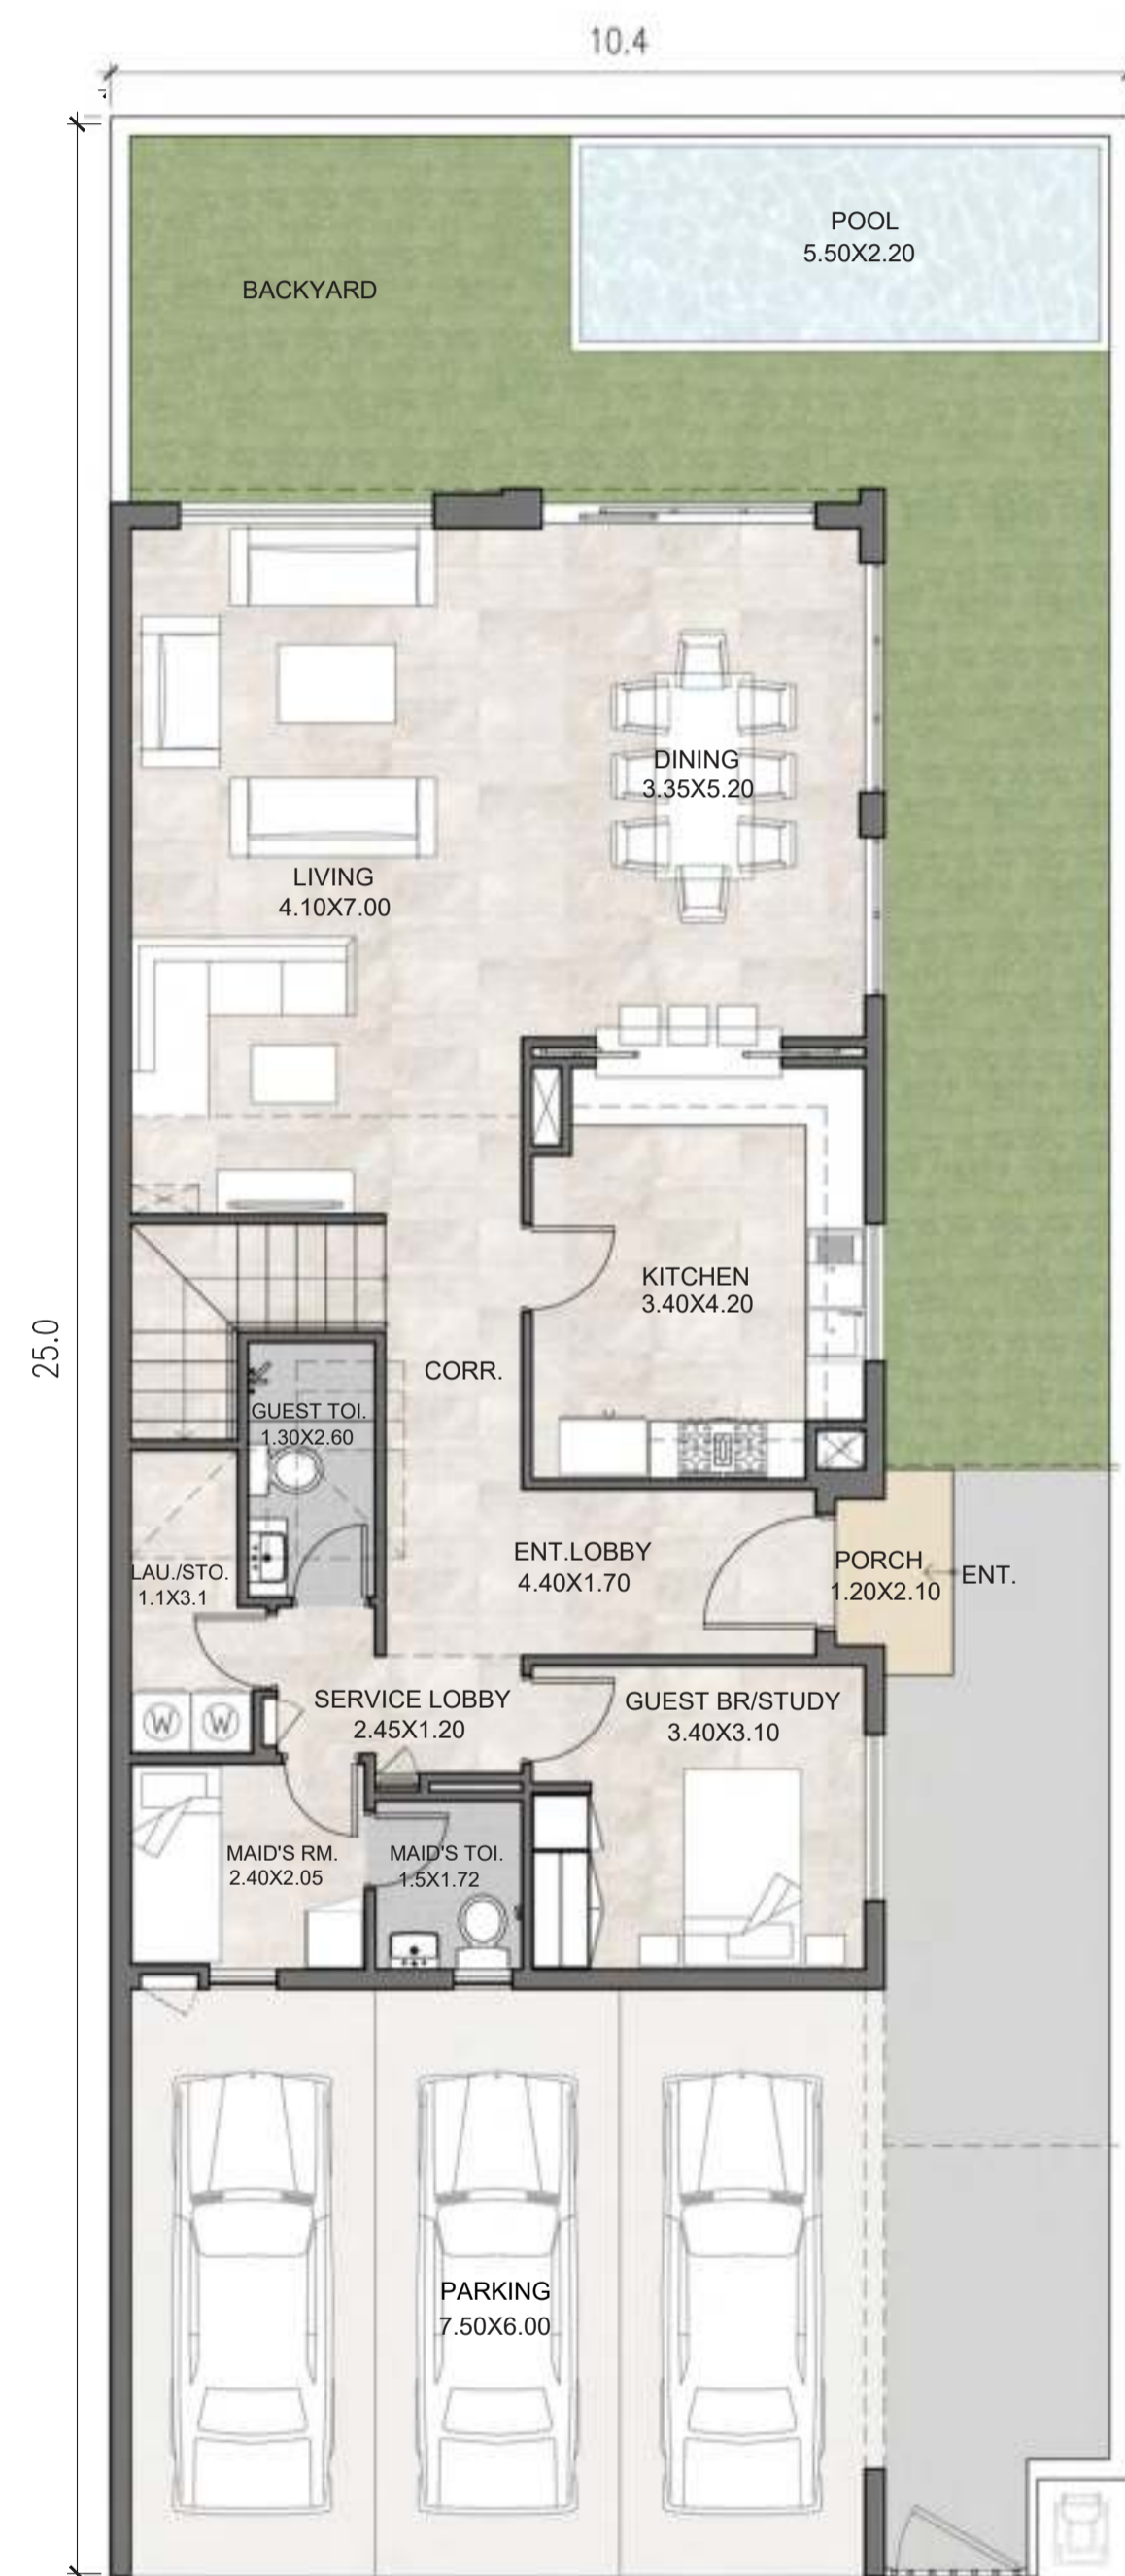 10.4
POOL
5.50X2.20
BACKYARD
DINING
3.35X5.20
LIVING
4.10X7.00
KITCHEN
3.40X4.20
25.0
CORR.
GUEST TOI.
1.30X2.60
ENT.LOBBY
4.40X1.70
PORCH
1.20X2.10
ENT.
LAU./STO.
1.1X3.1
SERVICE LOBBY
2.45X1.20
GUEST BR/STUDY
3.40X3.10
W W
MAID'S RM.
2.40X2.05
MAID'S TOI.
1.5X1.72
PARKING
7.50X6.00